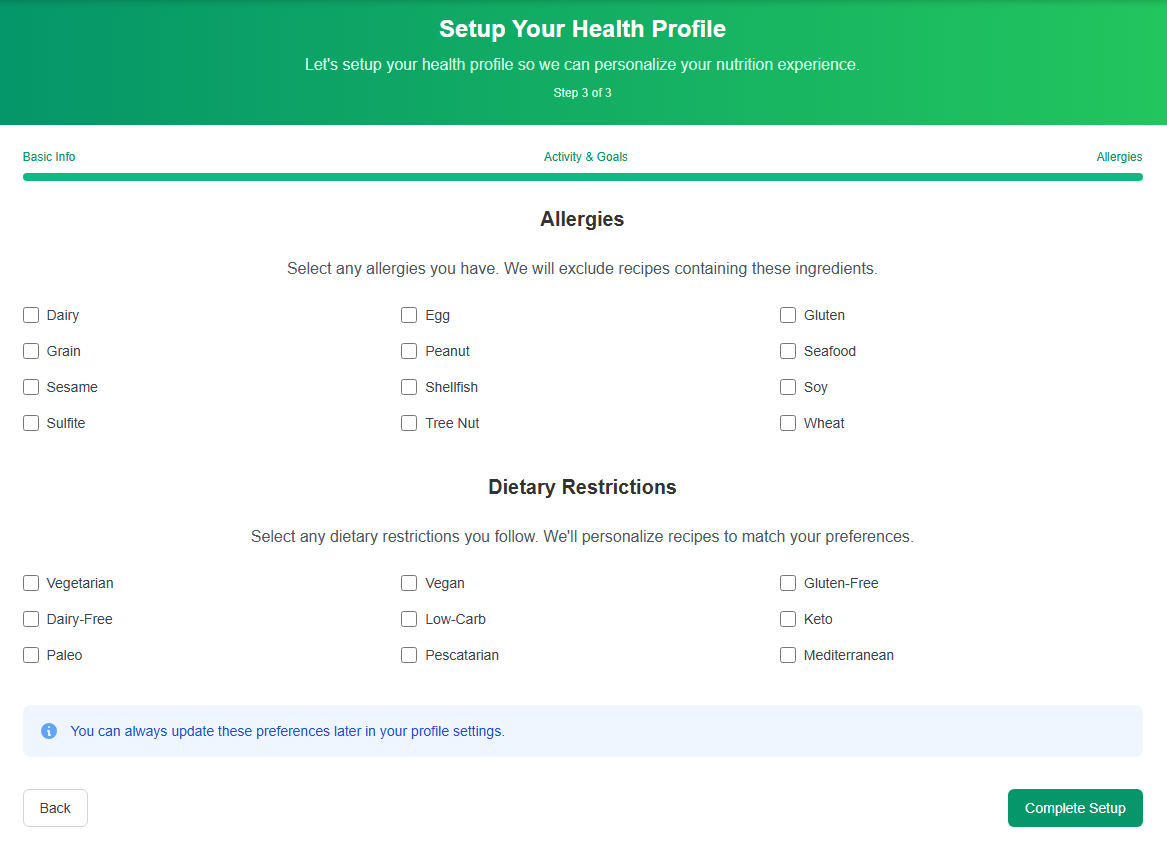 Setup Your Health Profile
Let's setup your health profile so we can personalize your nutrition experience.
Step 3 of 3
Basic Info Activity & Goals Allergies
Allergies
Select any allergies you have. We will exclude recipes containing these ingredients.
Dairy Egg Gluten
Grain Peanut Seafood
Sesame Shellfish Soy
Sulfite Tree Nut Wheat
Dietary Restrictions
Select any dietary restrictions you follow. We'll personalize recipes to match your preferences.
Vegetarian Vegan Gluten-Free
Dairy-Free Low-Carb Keto
Paleo Pescatarian Mediterranean
You can always update these preferences later in your profile settings.
Back Complete Setup